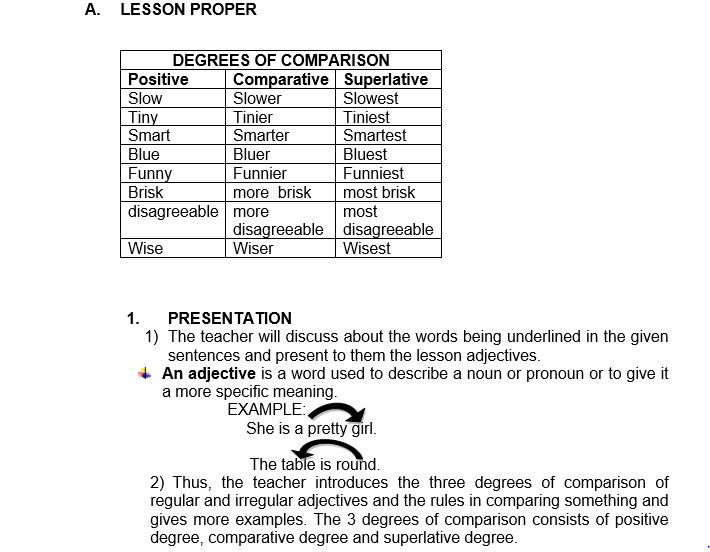 A. LESSON PROPER
DEGREES OF COMPARISON
Positive Comparative Superlative
Slow Slower Slowest
Tiny Tinier Tiniest
Smart Smarter Smartest
Blue Bluer Bluest
Funny Funnier Funniest
Brisk more brisk most brisk
disagreeable more most
disagreeable disagreeable
Wise Wiser Wisest
1. PRESENTATION
1) The teacher will discuss about the words being underlined in the given
sentences and present to them the lesson adjectives.
An adjective is a word used to describe a noun or pronoun or to give it
a more specific meaning.
EXAMPLE:
She is a pretty girl.
The table is round.
2) Thus, the teacher introduces the three degrees of comparison of
regular and irregular adjectives and the rules in comparing something and
gives more examples. The 3 degrees of comparison consists of positive
degree, comparative degree and superlative degree.